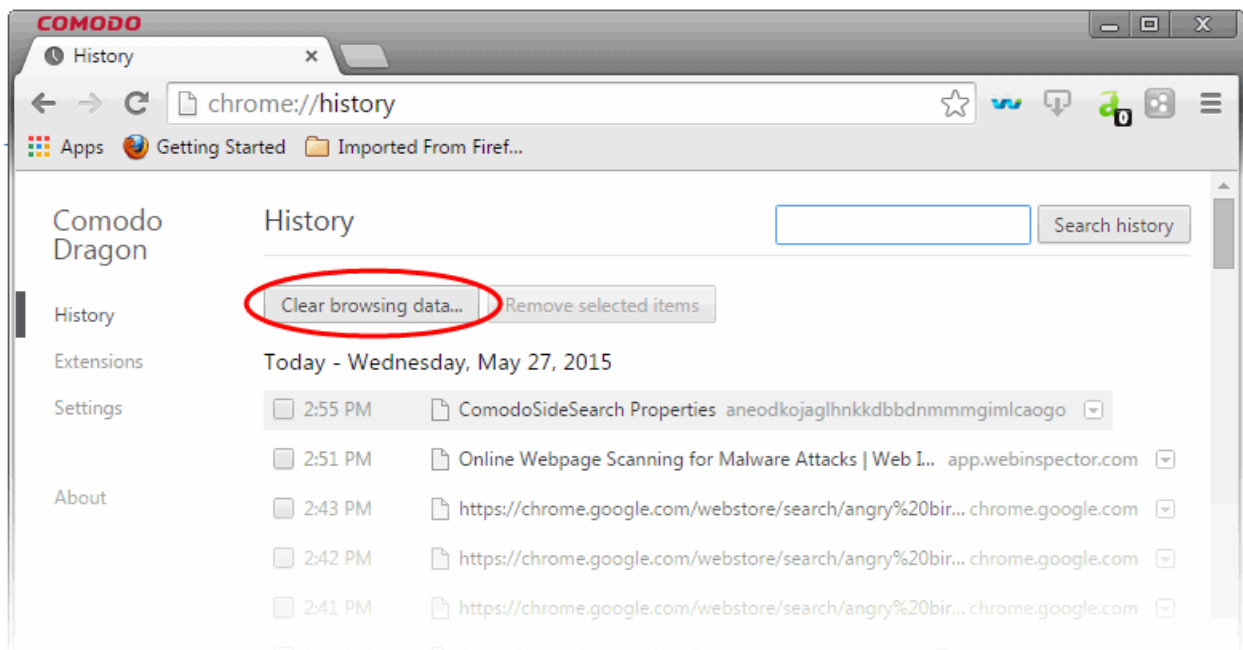 COMODO
History
chrome://history
0
Apps Getting Started Imported From Firef...
Comodo Dragon
History
Search history
History
Extensions
Settings
About
Clear browsing data... Remove selected items
Today - Wednesday, May 27, 2015
2:55 PM ComodoSideSearch Properties aneodkojaglhnkkdbbdnmmmgimlcaogo
2:51 PM Online Webpage Scanning for Malware Attacks | Web I... app.webinspector.com
2:43 PM https://chrome.google.com/webstore/search/angry%20bir... chrome.google.com
2:42 PM https://chrome.google.com/webstore/search/angry%20bir... chrome.google.com
2:41 PM https://chrome.google.com/webstore/search/angry%20bir... chrome.google.com